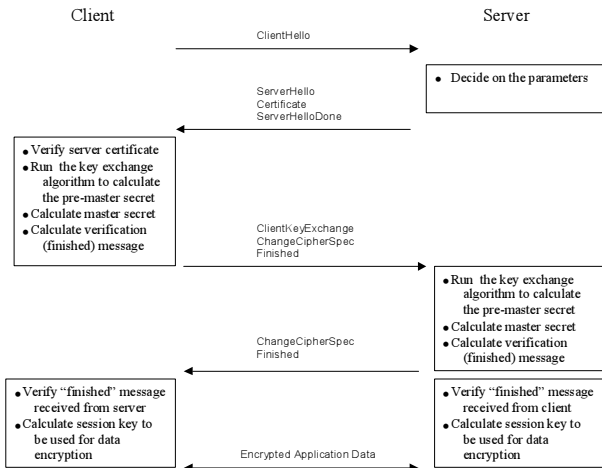 Client
Server
ClientHello
• Decide on the parameters
ServerHello
Certificate
ServerHelloDone
• Verify server certificate
• Run the key exchange
algorithm to calculate
the pre-master secret
• Calculate master secret
• Calculate verification
(finished) message
ClientKeyExchange
ChangeCipherSpec
Finished
• Run the key exchange
algorithm to calculate
the pre-master secret
• Calculate master secret
• Calculate verification
(finished) message
ChangeCipherSpec
Finished
• Verify “finished” message
received from server
• Calculate session key to
be used for data
encryption
• Verify “finished” message
received from client
• Calculate session key to
be used for data
encryption
Encrypted Application Data